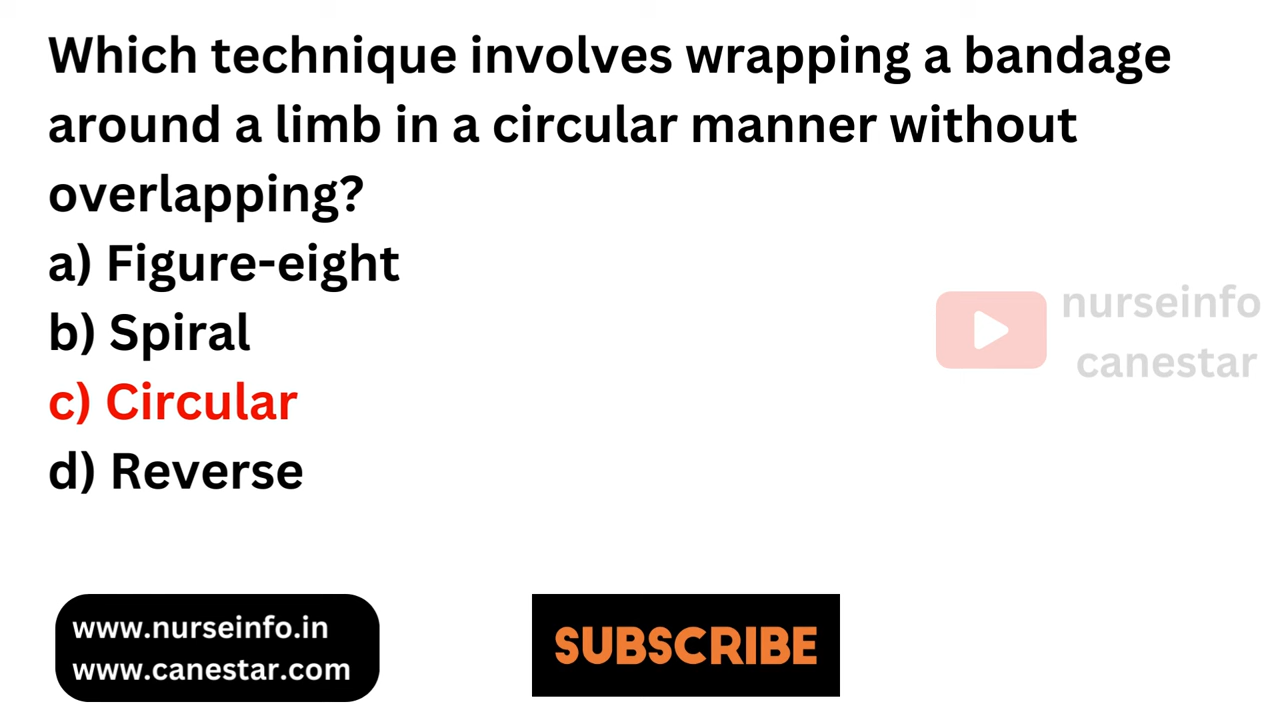 Which technique involves wrapping a bandage
around a limb in a circular manner without
overlapping?
a) Figure-eight
b) Spiral
c) Circular
d) Reverse
nurseinfo
canestar
www.nurseinfo.in
www.canestar.com
SUBSCRIBE